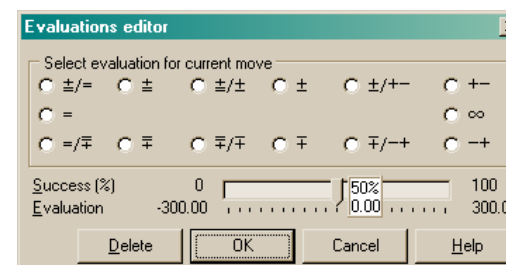 Evaluations editor
Select evaluation for current move
⩲/= ⩲ ⩲/± ± ±/+− +−
= ∞
=/⩱ ⩱ ⩱/∓ ∓ ∓/−+ −+
Success (%) 0 50% 100
Evaluation -300.00 0.00 300.0
Delete OK Cancel Help